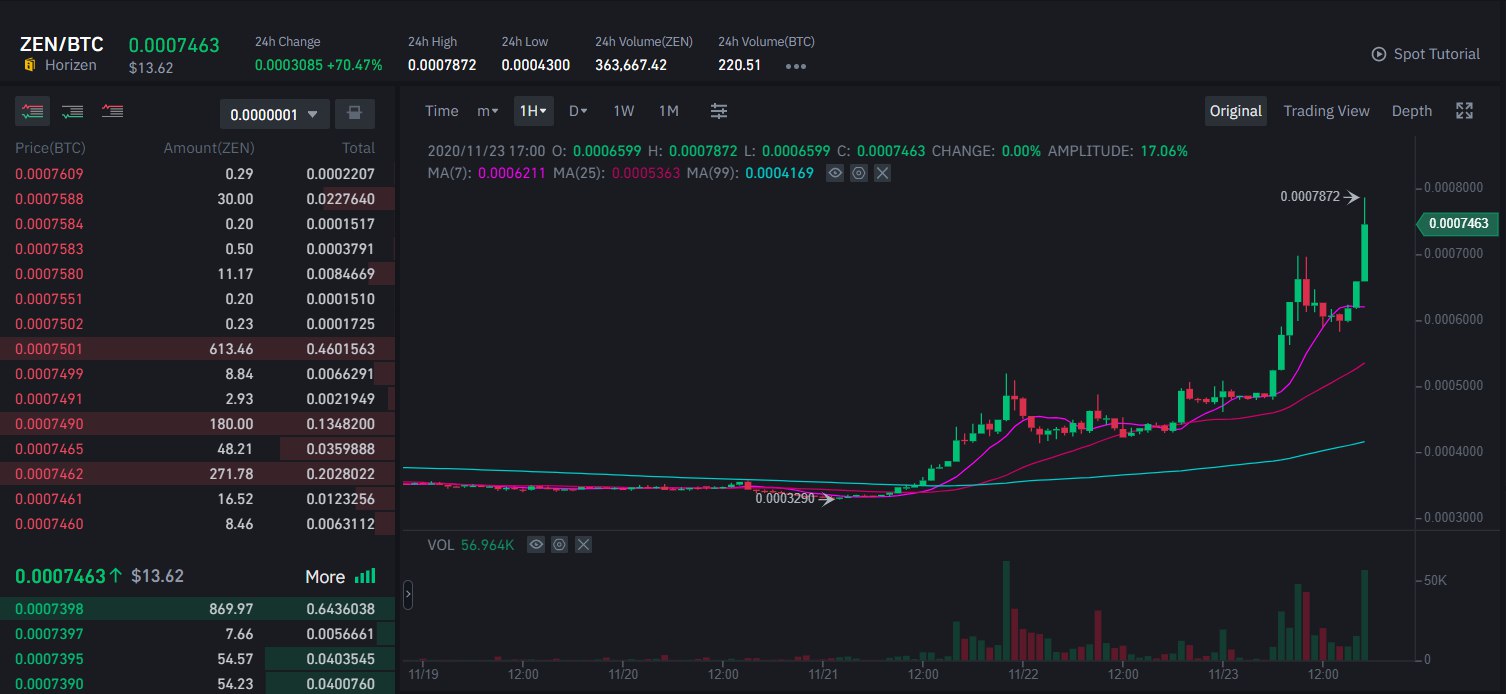 ZEN/BTC 0.0007463 24h Change 24h High 24h Low 24h Volume(ZEN) 24h Volume(BTC)
Horizen $13.62 0.0003085 +70.47% 0.0007872 0.0004300 363,667.42 220.51
Spot Tutorial
0.0000001
Price(BTC) Amount(ZEN) Total
0.0007609 0.29 0.0002207
0.0007588 30.00 0.0227640
0.0007584 0.20 0.0001517
0.0007583 0.50 0.0003791
0.0007580 11.17 0.0084669
0.0007551 0.20 0.0001510
0.0007502 0.23 0.0001725
0.0007501 613.46 0.4601563
0.0007499 8.84 0.0066291
0.0007491 2.93 0.0021949
0.0007490 180.00 0.1348200
0.0007465 48.21 0.0359888
0.0007462 271.78 0.2028022
0.0007461 16.52 0.0123256
0.0007460 8.46 0.0063112
0.0007463↑ $13.62 More
0.0007398 869.97 0.6436038
0.0007397 7.66 0.0056661
0.0007395 54.57 0.0403545
0.0007390 54.23 0.0400760
Time m 1H D 1W 1M Original Trading View Depth
2020/11/23 17:00 O: 0.0006599 H: 0.0007872 L: 0.0006599 C: 0.0007463 CHANGE: 0.00% AMPLITUDE: 17.06%
MA(7): 0.0006211 MA(25): 0.0005363 MA(99): 0.0004169
0.0008000
0.0007872
0.0007463
0.0007000
0.0006000
0.0005000
0.0004000
0.0003290
0.0003000
VOL 56.964K
50K
0
11/19 12:00 11/20 12:00 11/21 12:00 11/22 12:00 11/23 12:00